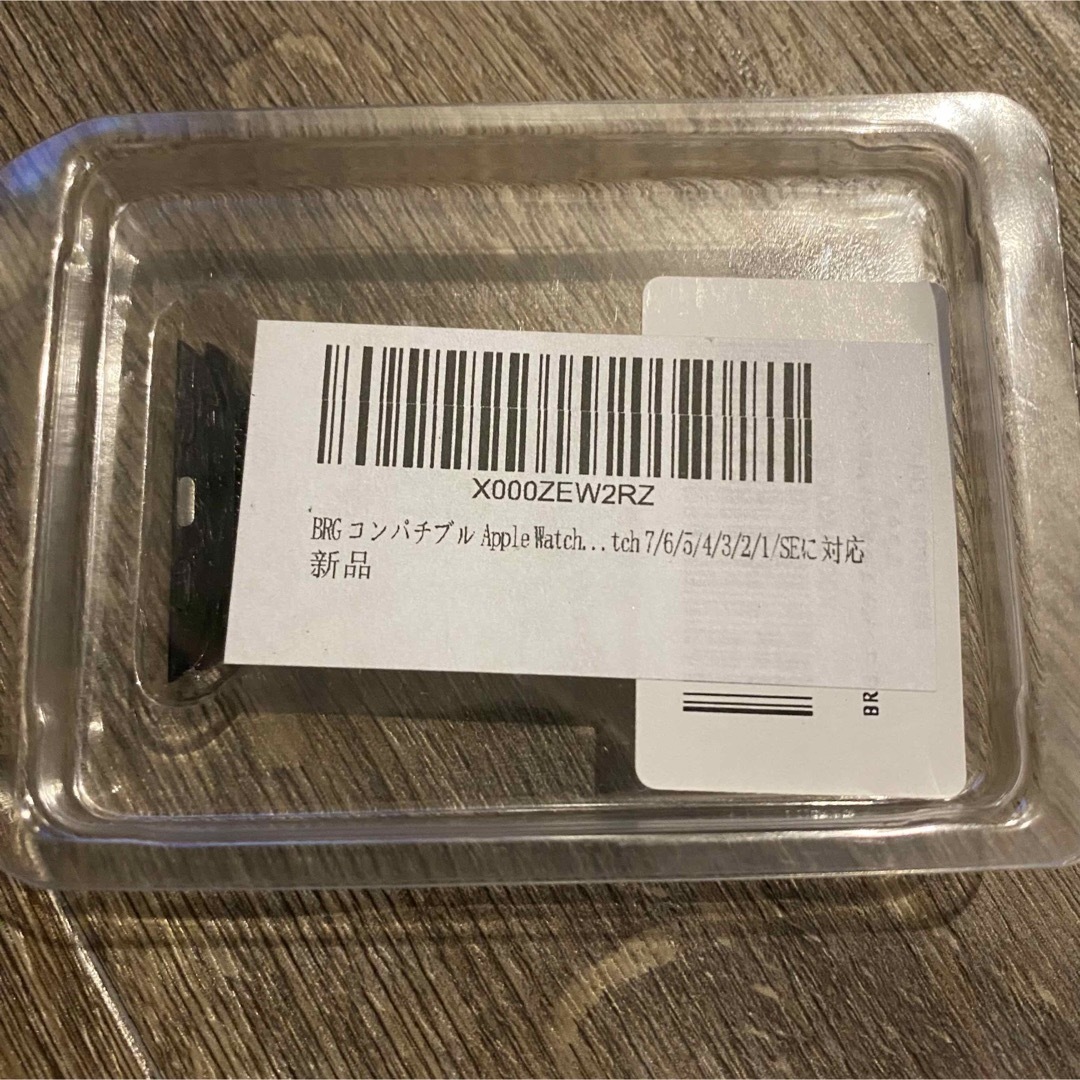 X000ZEW2RZ
BRG コンパチブル Apple Watch...tch 7/6/5/4/3/2/1/SEに対応
新品
BR